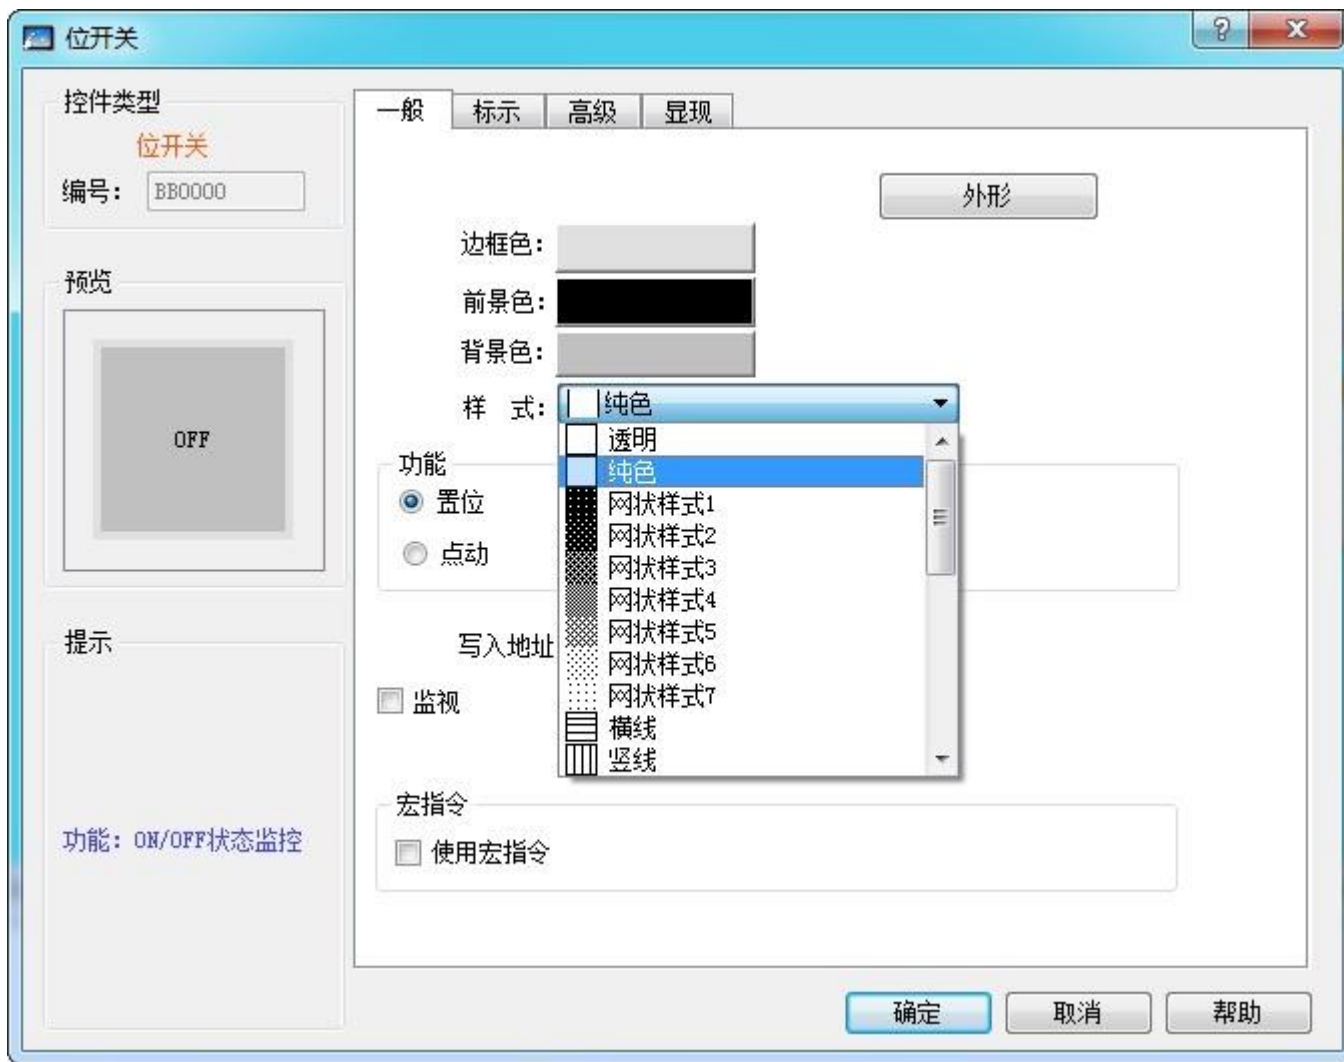 位开关
控件类型
位开关
编号： BB0000
预览
OFF
提示
功能：ON/OFF状态监控
一般 标示 高级 显现
外形
边框色：
前景色：
背景色：
样 式： 纯色
透明
纯色
网状样式1
网状样式2
网状样式3
网状样式4
网状样式5
网状样式6
网状样式7
横线
竖线
功能
置位
点动
写入地址
监视
宏指令
使用宏指令
确定 取消 帮助